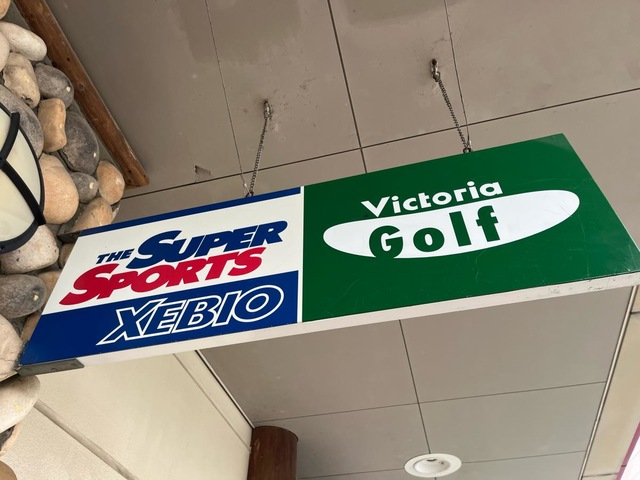 THE SUPER
SPORTS
XEBIO
Victoria
Golf